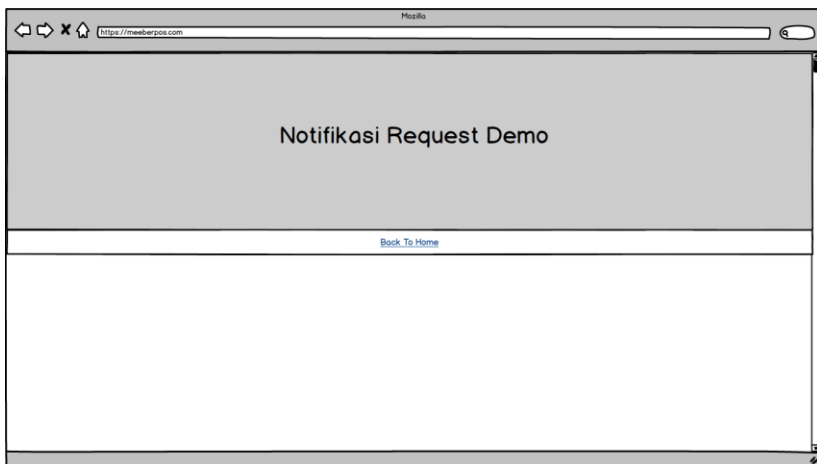 Mozilla
https://meeberpos.com
Notifikasi Request Demo
Back To Home